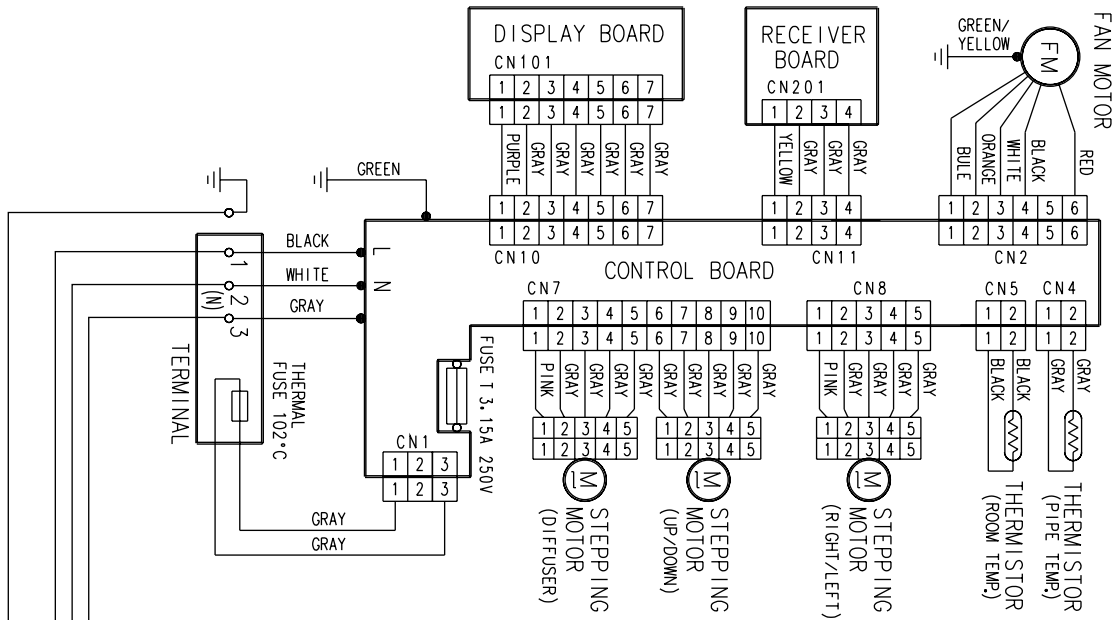 DISPLAY BOARD
CN101
1 2 3 4 5 6 7
1 2 3 4 5 6 7
PURPLE
GRAY
GRAY
GRAY
GRAY
GRAY
GRAY
1 2 3 4 5 6 7
1 2 3 4 5 6 7
CN10
RECEIVER
BOARD
CN201
1 2 3 4
YELLOW
GRAY
GRAY
GRAY
1 2 3 4
1 2 3 4
CN11
GREEN/
YELLOW
FM
FAN MOTOR
BULE
ORANGE
WHITE
BLACK
RED
1 2 3 4 5 6
1 2 3 4 5 6
CN2
GREEN
BLACK
WHITE
GRAY
L
N
1
2
(N)
3
TERMINAL
THERMAL
FUSE 102°C
CONTROL BOARD
FUSE T 3.15A 250V
CN1
1 2 3
1 2 3
GRAY
GRAY
CN7
1 2 3 4 5 6 7 8 9 10
1 2 3 4 5 6 7 8 9 10
PINK
GRAY
GRAY
GRAY
GRAY
GRAY
GRAY
GRAY
GRAY
GRAY
1 2 3 4 5
1 2 3 4 5
M
STEPPING
MOTOR
(DIFFUSER)
1 2 3 4 5
1 2 3 4 5
M
STEPPING
MOTOR
(UP/DOWN)
CN8
1 2 3 4 5
1 2 3 4 5
PINK
GRAY
GRAY
GRAY
GRAY
1 2 3 4 5
1 2 3 4 5
M
STEPPING
MOTOR
(RIGHT/LEFT)
CN5
1 2
1 2
BLACK
BLACK
THERMISTOR
(ROOM TEMP.)
CN4
1 2
1 2
GRAY
GRAY
THERMISTOR
(PIPE TEMP.)